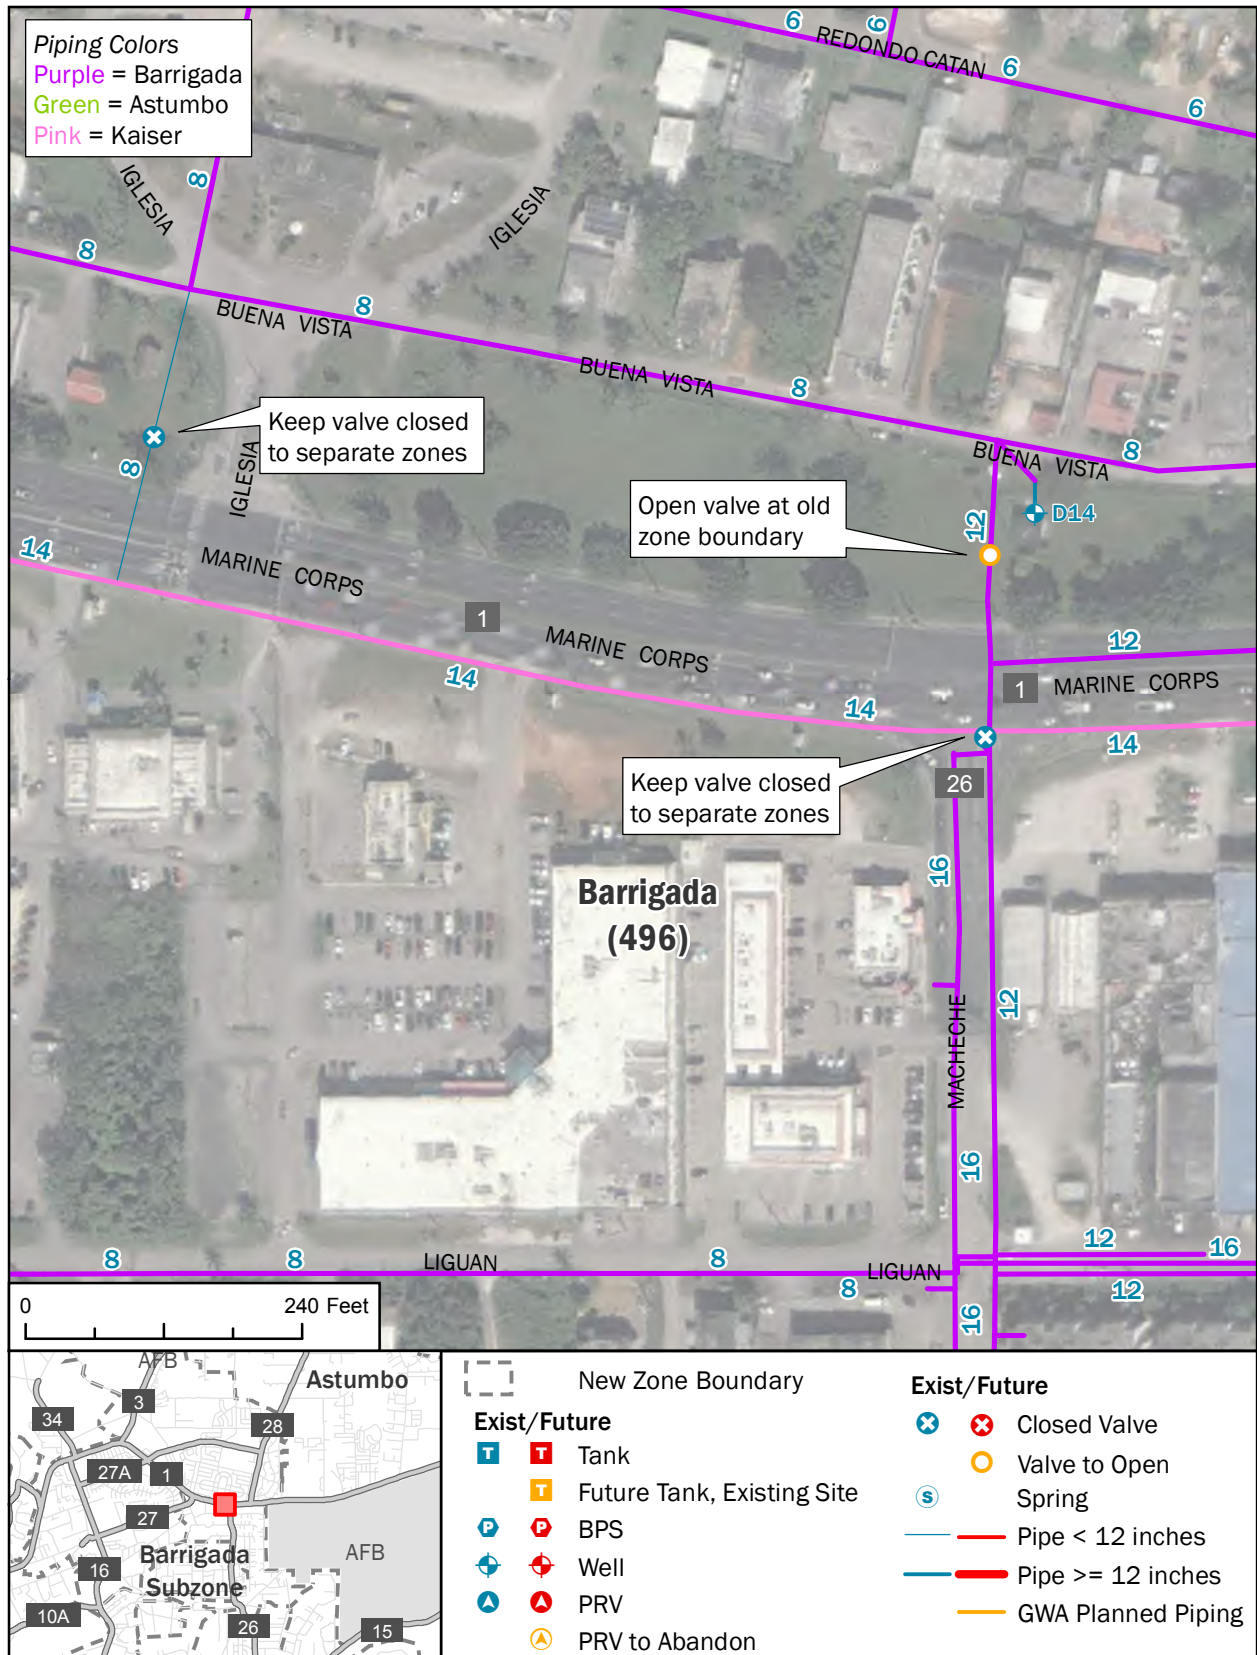 Piping Colors
Purple = Barrigada
Green = Astumbo
Pink = Kaiser
6
6
REDONDO CATAN
6
6
IGLESIA
8
IGLESIA
8
BUENA VISTA
8
BUENA VISTA
8
BUENA VISTA
8
Keep valve closed
to separate zones
8
IGLESIA
Open valve at old
zone boundary
12
D14
14
MARINE CORPS
1
MARINE CORPS
12
1
MARINE CORPS
14
14
14
Keep valve closed
to separate zones
26
16
Barrigada
(496)
12
MACHECHE
16
8
8
LIGUAN
8
LIGUAN
8
12
16
12
16
0
240 Feet
AFB
Astumbo
3
34
28
27A
1
27
Barrigada
Subzone
AFB
16
10A
26
15
New Zone Boundary
Exist/Future
T
T
Tank
T
Future Tank, Existing Site
P
P
BPS
Well
PRV
PRV to Abandon
Exist/Future
Closed Valve
Valve to Open
S
Spring
Pipe < 12 inches
Pipe >= 12 inches
GWA Planned Piping